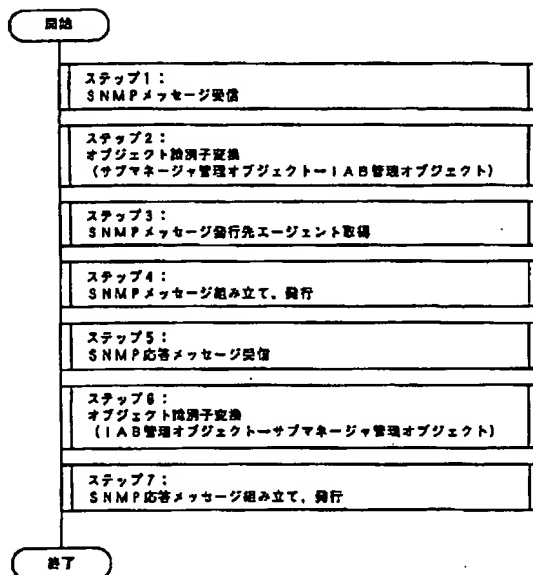 開始
ステップ1：
SNMPメッセージ受信
ステップ2：
オブジェクト識別子変換
（サブマネージャ管理オブジェクト→IAB管理オブジェクト）
ステップ3：
SNMPメッセージ発行先エージェント取得
ステップ4：
SNMPメッセージ組み立て、発行
ステップ5：
SNMP応答メッセージ受信
ステップ6：
オブジェクト識別子変換
（IAB管理オブジェクト→サブマネージャ管理オブジェクト）
ステップ7：
SNMP応答メッセージ組み立て、発行
終了